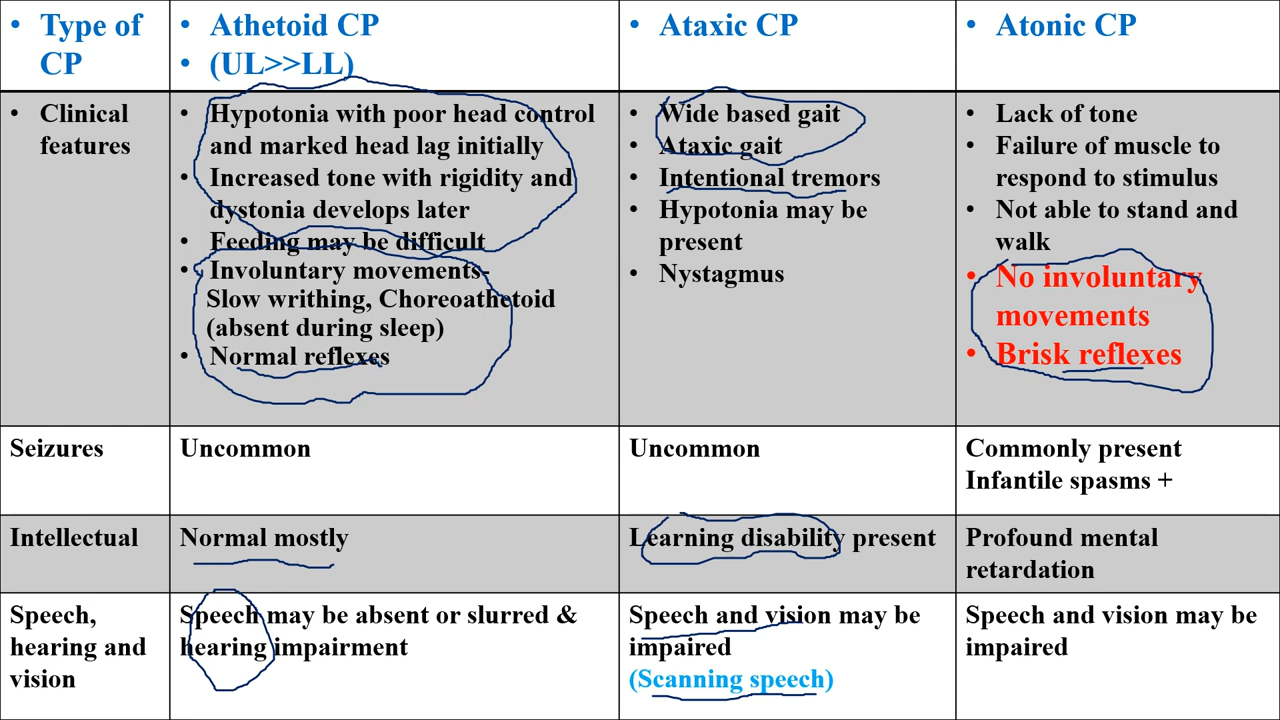 • Type of CP
• Athetoid CP
• (UL>>LL)
• Ataxic CP
• Atonic CP
• Clinical features
• Hypotonia with poor head control
and marked head lag initially
• Increased tone with rigidity and
dystonia develops later
• Feeding may be difficult
• Involuntary movements-
Slow writhing, Choreoathetoid
(absent during sleep)
• Normal reflexes
• Wide based gait
• Ataxic gait
• Intentional tremors
• Hypotonia may be
present
• Nystagmus
• Lack of tone
• Failure of muscle to
respond to stimulus
• Not able to stand and
walk
• No involuntary
movements
• Brisk reflexes
Seizures
Uncommon
Uncommon
Commonly present
Infantile spasms +
Intellectual
Normal mostly
Learning disability present
Profound mental
retardation
Speech,
hearing and
vision
Speech may be absent or slurred &
hearing impairment
Speech and vision may be
impaired
(Scanning speech)
Speech and vision may be
impaired